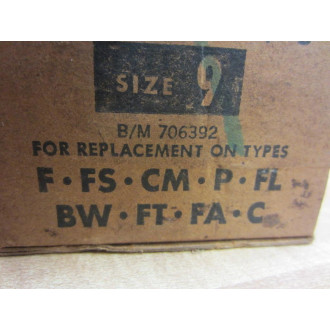 SIZE 9
B/M 706392
FOR REPLACEMENT ON TYPES
F·FS·CM·P·FL
BW·FT·FA·C